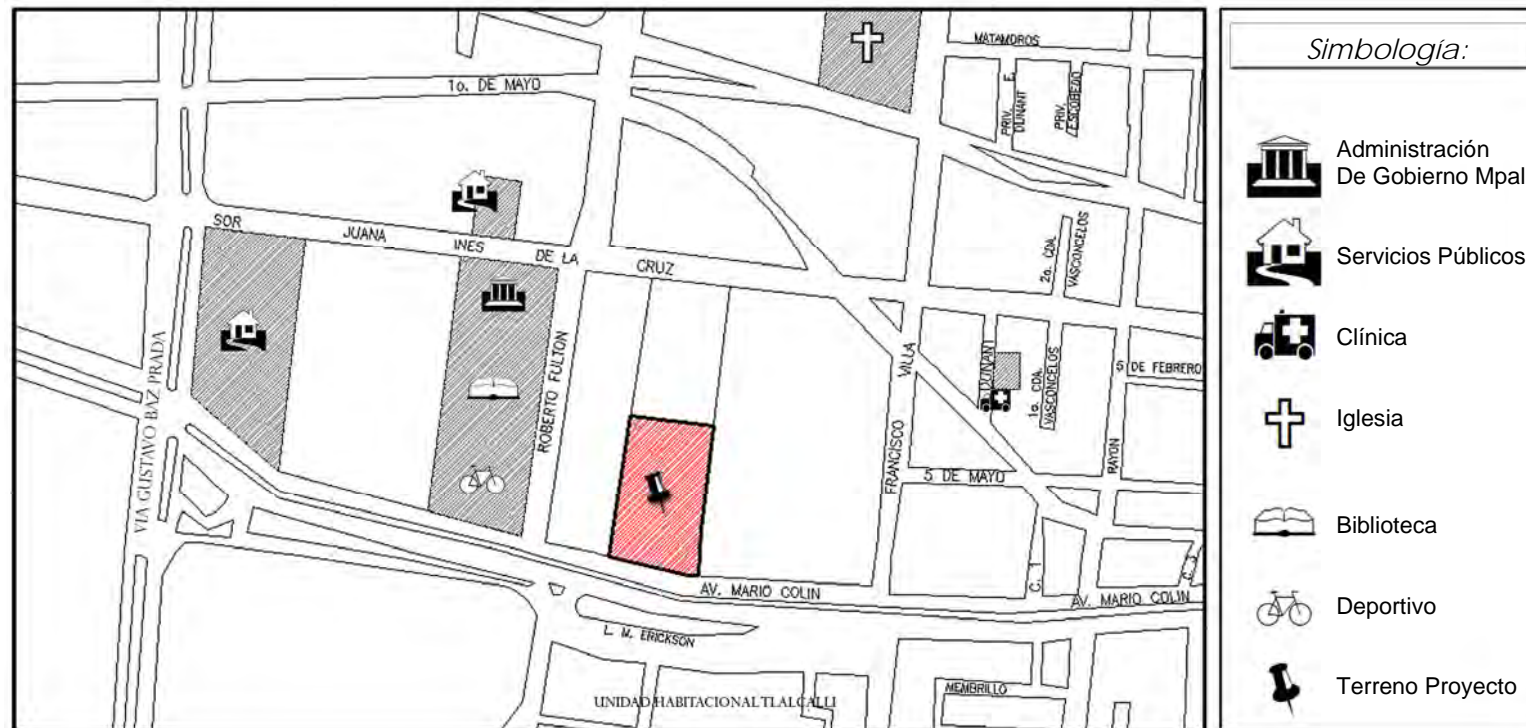 MATAMOROS
1o. DE MAYO
PRIV. E.
DUNANT
PRIV.
ESCOBEDO
SOR JUANA INES DE LA CRUZ
2o. CDA.
VASCONCELOS
VIA GUSTAVO BAZ PRADA
ROBERTO FULTON
FRANCISCO VILLA
DUNANT
1o. CDA.
VASCONCELOS
5 DE FEBRERO
RAYON
5 DE MAYO
C. 1
C. 3
AV. MARIO COLIN
AV. MARIO COLIN
L. M. ERICKSON
MEMBRILLO
UNIDAD HABITACIONAL TLALCALLI
Simbología:
Administración
De Gobierno Mpal
Servicios Públicos
Clínica
Iglesia
Biblioteca
Deportivo
Terreno Proyecto